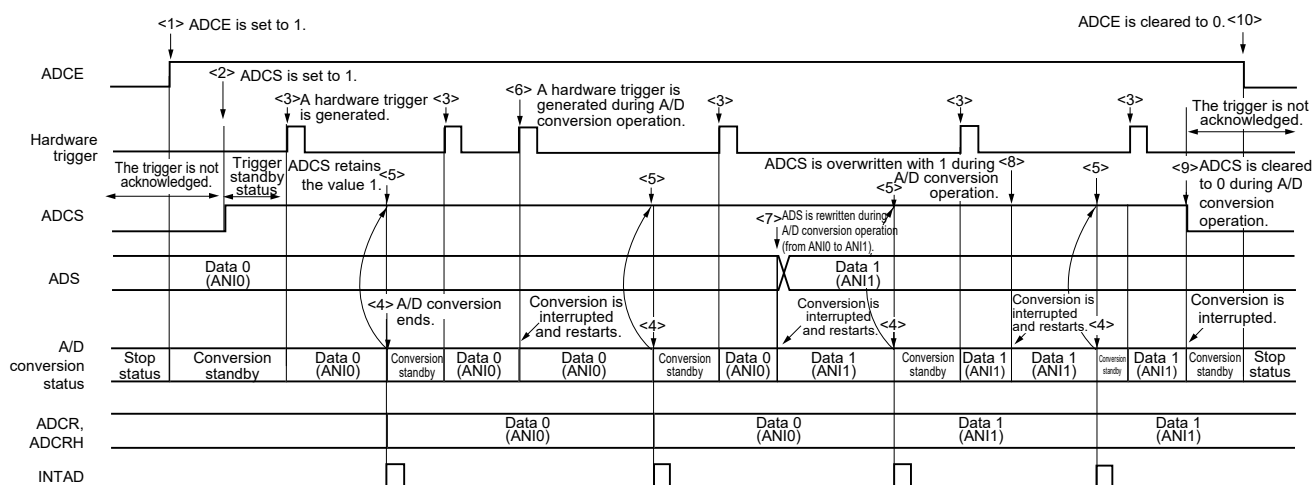 <1> ADCE is set to 1.
ADCE is cleared to 0. <10>
ADCE
<2> ADCS is set to 1.
<3> A hardware trigger
is generated.
<3>
<6> A hardware trigger is
generated during A/D
conversion operation.
<3>
<3>
<3>
The trigger is not
acknowledged.
Hardware
trigger
The trigger is not
acknowledged.
Trigger
standby
status
ADCS retains
the value 1.
<5>
<5>
ADCS is overwritten with 1 during
A/D conversion
operation.
<8>
<5>
<5>
<9> ADCS is cleared
to 0 during A/D
conversion
operation.
ADCS
<7> ADS is rewritten during
A/D conversion operation
(from ANI0 to ANI1).
ADS
Data 0
(ANI0)
Data 1
(ANI1)
<4> A/D conversion
ends.
Conversion is
interrupted
and restarts.
<4>
Conversion is
interrupted
and restarts.
<4>
Conversion is
interrupted
and restarts.
<4>
Conversion is
interrupted.
A/D
conversion
status
Stop
status
Conversion
standby
Data 0
(ANI0)
Conversion
standby
Data 0
(ANI0)
Data 0
(ANI0)
Conversion
standby
Data 0
(ANI0)
Data 1
(ANI1)
Conversion
standby
Data 1
(ANI1)
Data 1
(ANI1)
Conversion
standby
Data 1
(ANI1)
Conversion
standby
Stop
status
ADCR,
ADCRH
Data 0
(ANI0)
Data 0
(ANI0)
Data 1
(ANI1)
Data 1
(ANI1)
INTAD